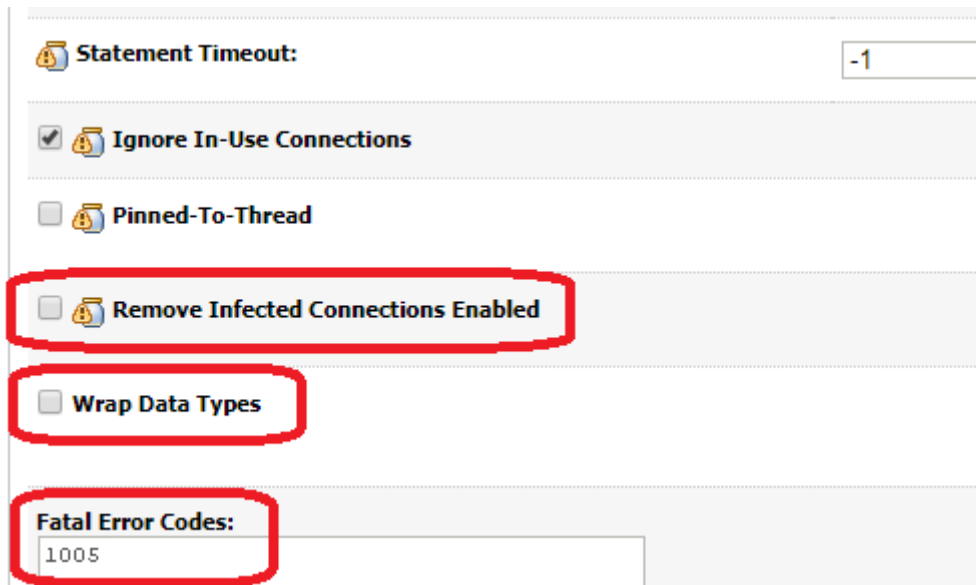 Statement Timeout:
-1
Ignore In-Use Connections
Pinned-To-Thread
Remove Infected Connections Enabled
Wrap Data Types
Fatal Error Codes:
1005